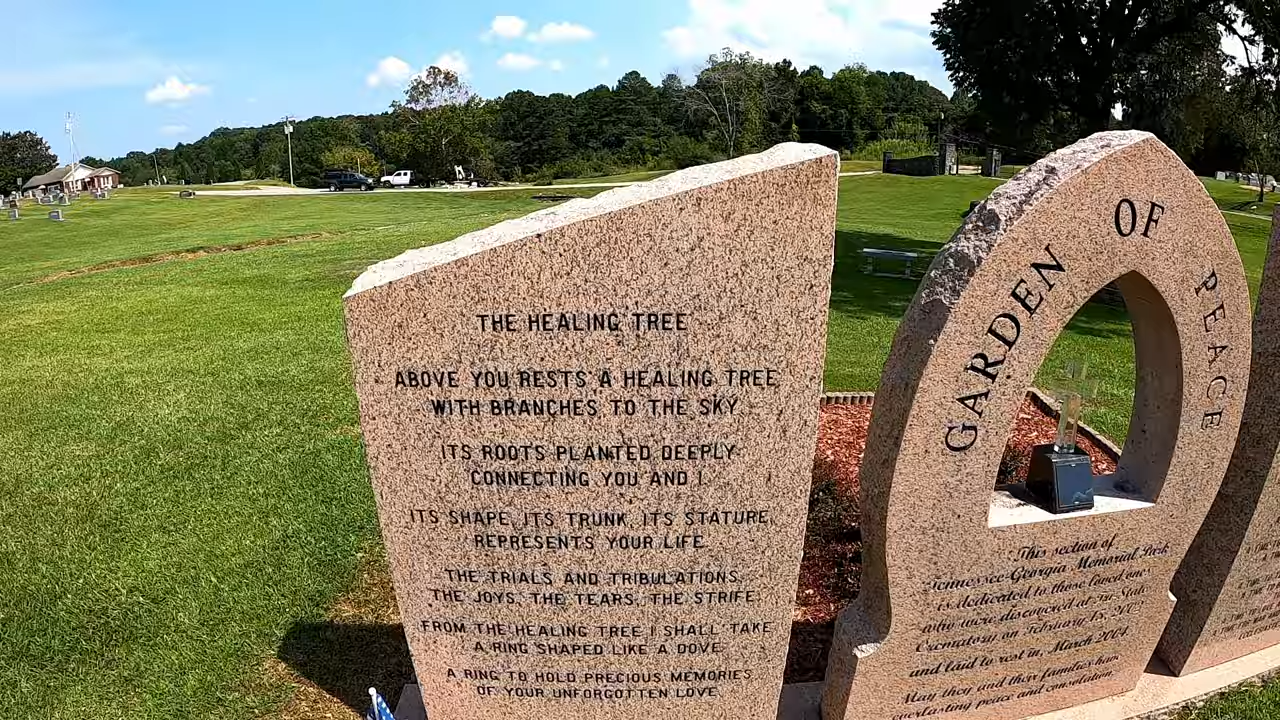 THE HEALING TREE
ABOVE YOU RESTS A HEALING TREE
WITH BRANCHES TO THE SKY
ITS ROOTS PLANTED DEEPLY
CONNECTING YOU AND I.
ITS SHAPE, ITS TRUNK, ITS STATURE,
REPRESENTS YOUR LIFE
THE TRIALS AND TRIBULATIONS,
THE JOYS, THE TEARS, THE STRIFE.
FROM THE HEALING TREE I SHALL TAKE
A RING SHAPED LIKE A DOVE
A RING TO HOLD PRECIOUS MEMORIES
OF YOUR UNFORGOTTEN LOVE
GARDEN OF PEACE
This section of
Tennessee-Georgia Memorial Park
is dedicated to those loved ones
who were discovered at Tri-State
Crematory on February 15, 2002
and laid to rest in, March 2004.
May they and their families have
everlasting peace and consolation.